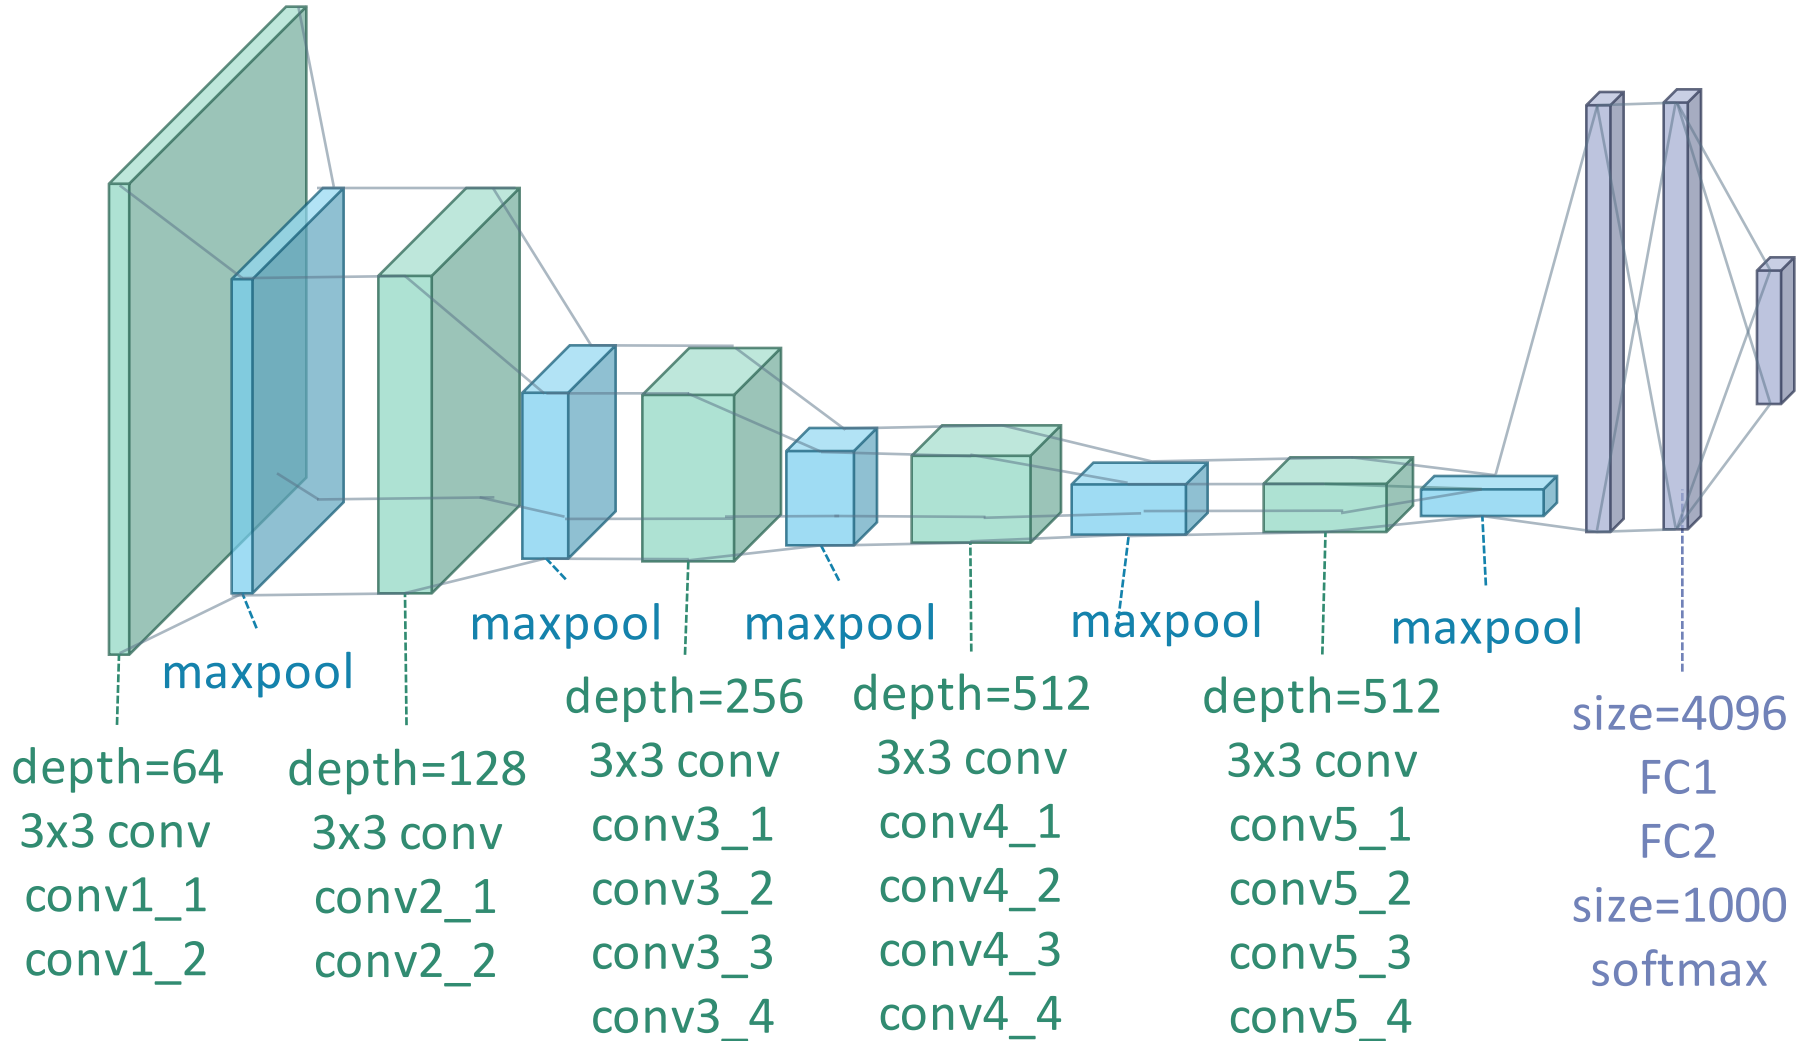 maxpool
maxpool
maxpool
maxpool
maxpool
depth=64
3x3 conv
conv1_1
conv1_2
depth=128
3x3 conv
conv2_1
conv2_2
depth=256
3x3 conv
conv3_1
conv3_2
conv3_3
conv3_4
depth=512
3x3 conv
conv4_1
conv4_2
conv4_3
conv4_4
depth=512
3x3 conv
conv5_1
conv5_2
conv5_3
conv5_4
size=4096
FC1
FC2
size=1000
softmax